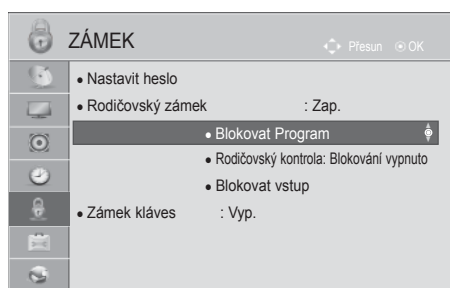 ZÁMEK
Přesun OK
• Nastavit heslo
• Rodičovský zámek : Zap.
• Blokovat Program
• Rodičovský kontrola: Blokování vypnuto
• Blokovat vstup
• Zámek kláves : Vyp.